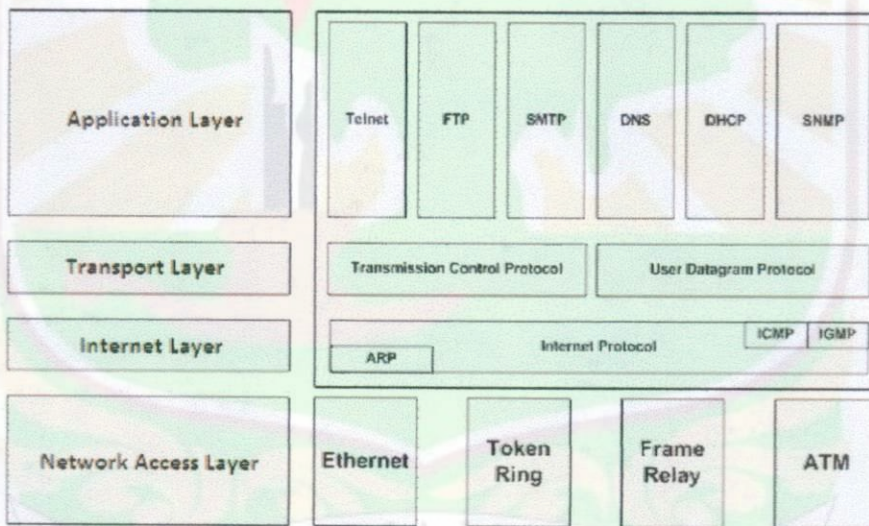 Application Layer
Telnet
FTP
SMTP
DNS
DHCP
SNMP
Transport Layer
Transmission Control Protocol
User Datagram Protocol
Internet Layer
ARP
Internet Protocol
ICMP
IGMP
Network Access Layer
Ethernet
Token
Ring
Frame
Relay
ATM